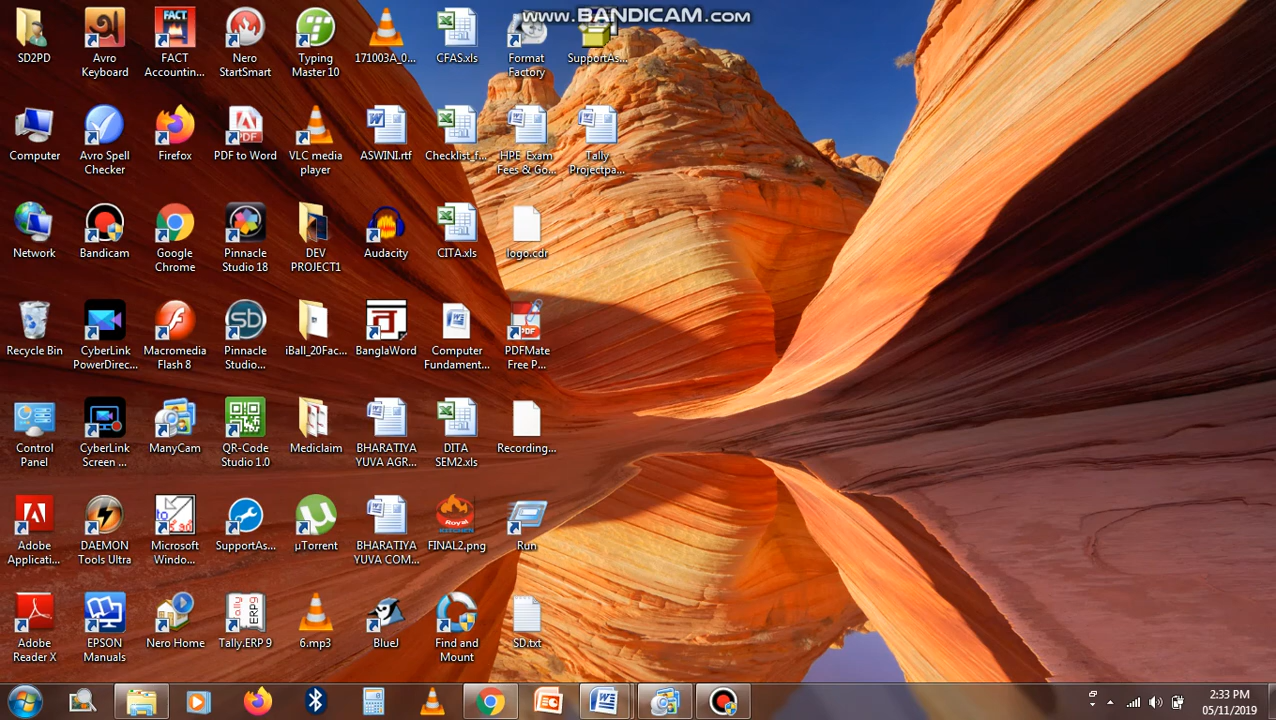 www.BANDICAM.com
SD2PD
Avro
Keyboard
FACT
Accountin...
Nero
StartSmart
Typing
Master 10
171003A_0...
CFAS.xls
Format
Factory
SupportAs...
Computer
Avro Spell
Checker
Firefox
PDF to Word
VLC media
player
ASWINI.rtf
Checklist_f...
HPE_Exam
Fees & Go...
Tally
Projectpa...
Network
Bandicam
Google
Chrome
Pinnacle
Studio 18
DEV
PROJECT1
Audacity
CITA.xls
logo.cdr
Recycle Bin
CyberLink
PowerDirec...
Macromedia
Flash 8
Pinnacle
Studio...
iBall_20Fac...
BanglaWord
Computer
Fundament...
PDFMate
Free P...
Control
Panel
CyberLink
Screen ...
ManyCam
QR-Code
Studio 1.0
Mediclaim
BHARATIYA
YUVA AGR...
DITA
SEM2.xls
Recording...
Adobe
Applicati...
DAEMON
Tools Ultra
Microsoft
Windo...
SupportAs...
µTorrent
BHARATIYA
YUVA COM...
FINAL2.png
Run
Adobe
Reader X
EPSON
Manuals
Nero Home
Tally.ERP 9
6.mp3
BlueJ
Find and
Mount
SD.txt
2:33 PM
05/11/2019